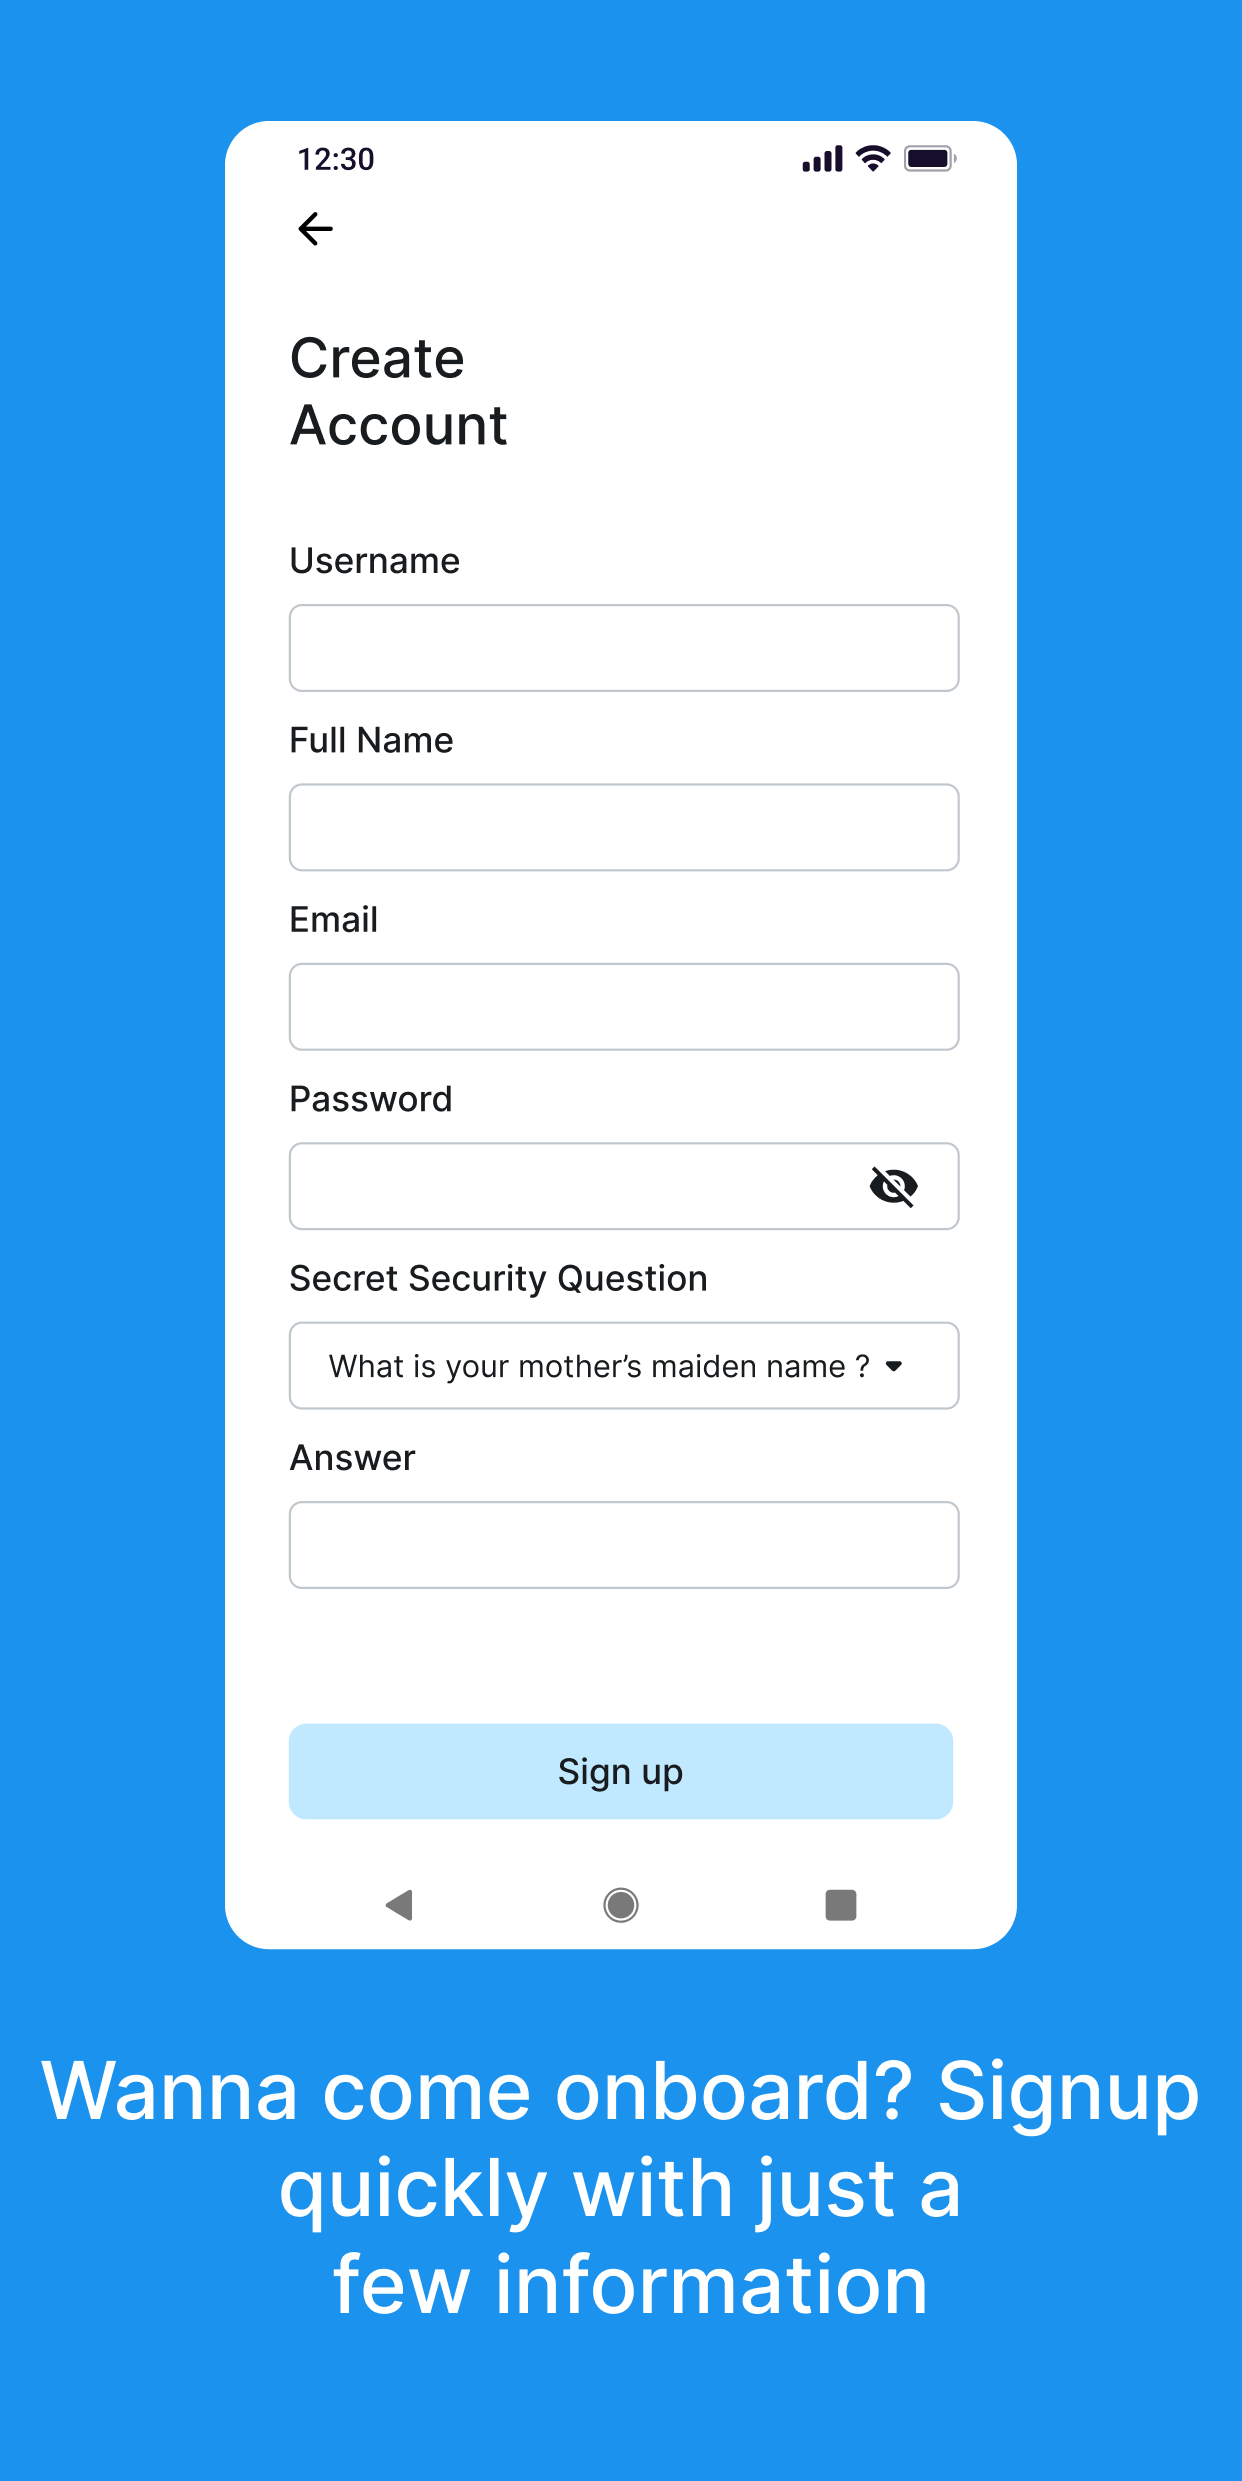 12:30
Create
Account
Username
Full Name
Email
Password
Secret Security Question
What is your mother’s maiden name ?
Answer
Sign up
Wanna come onboard? Signup
quickly with just a
few information